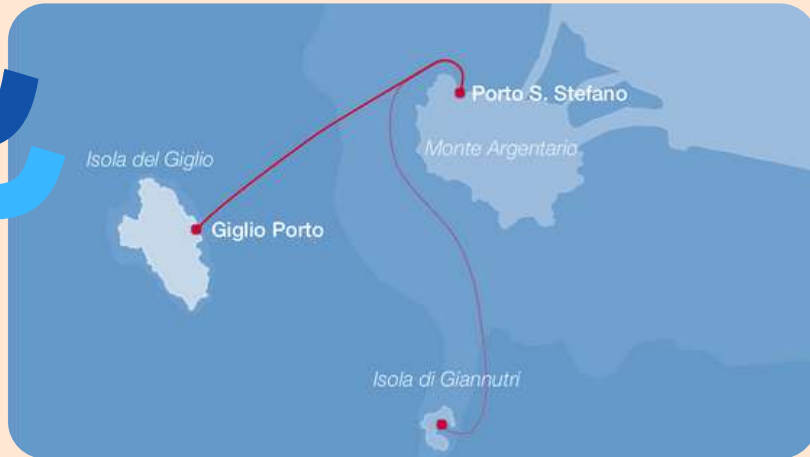 Porto S. Stefano
Monte Argentario
Isola del Giglio
Giglio Porto
Isola di Giannutri